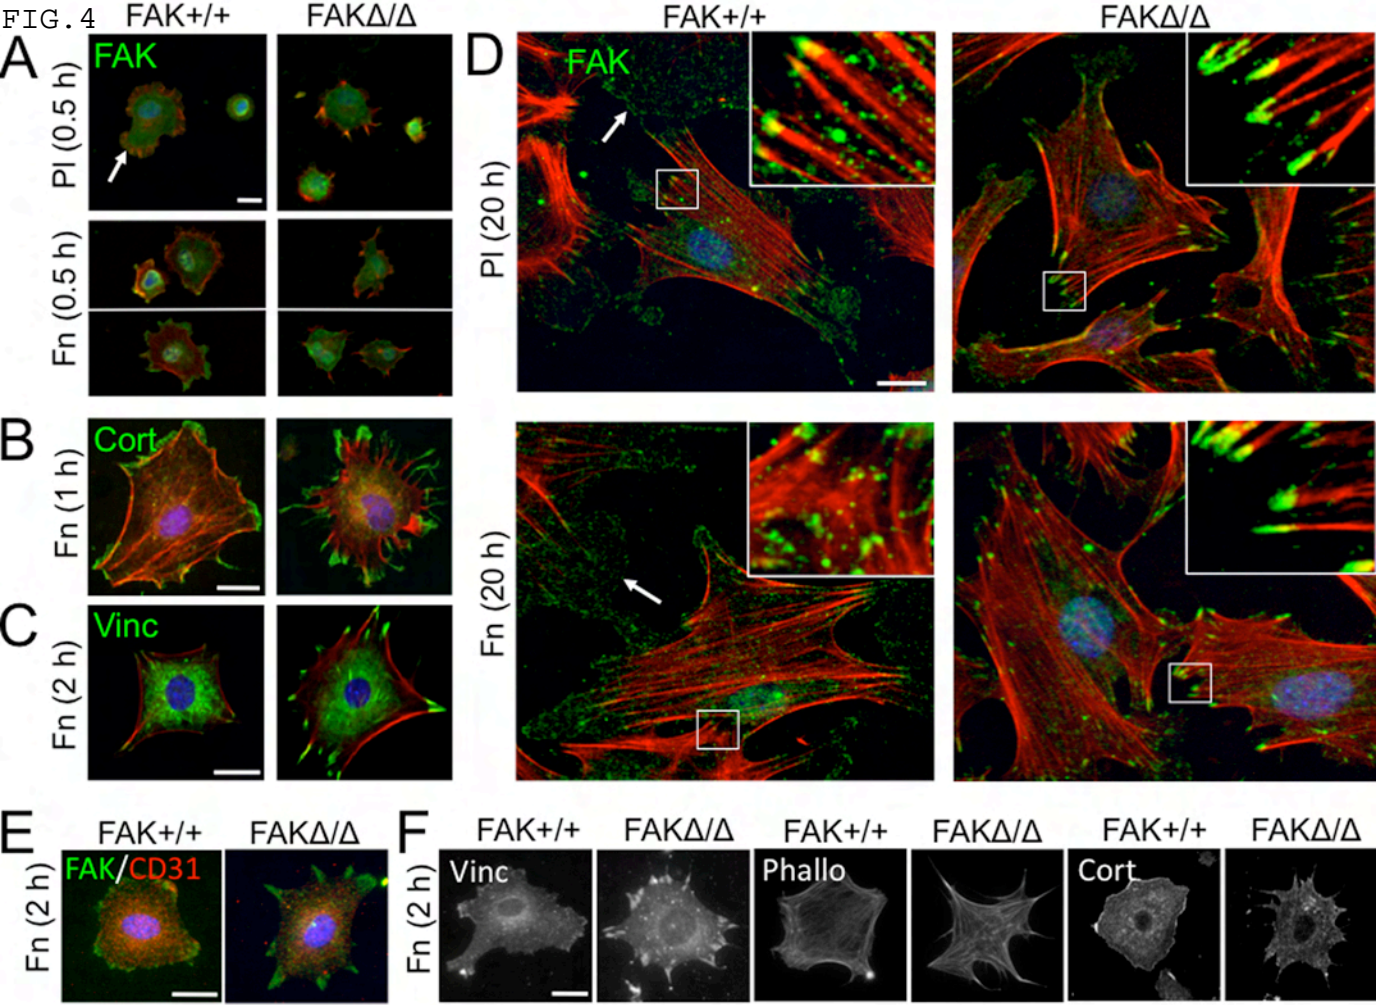 FIG.4
FAK+/+
FAKΔ/Δ
A
Pl (0.5 h)
FAK
Fn (0.5 h)
B
Fn (1 h)
Cort
C
Fn (2 h)
Vinc
FAK+/+
FAKΔ/Δ
D
Pl (20 h)
FAK
Fn (20 h)
E
FAK+/+
FAKΔ/Δ
Fn (2 h)
FAK/CD31
F
FAK+/+
FAKΔ/Δ
FAK+/+
FAKΔ/Δ
FAK+/+
FAKΔ/Δ
Fn (2 h)
Vinc
Phallo
Cort